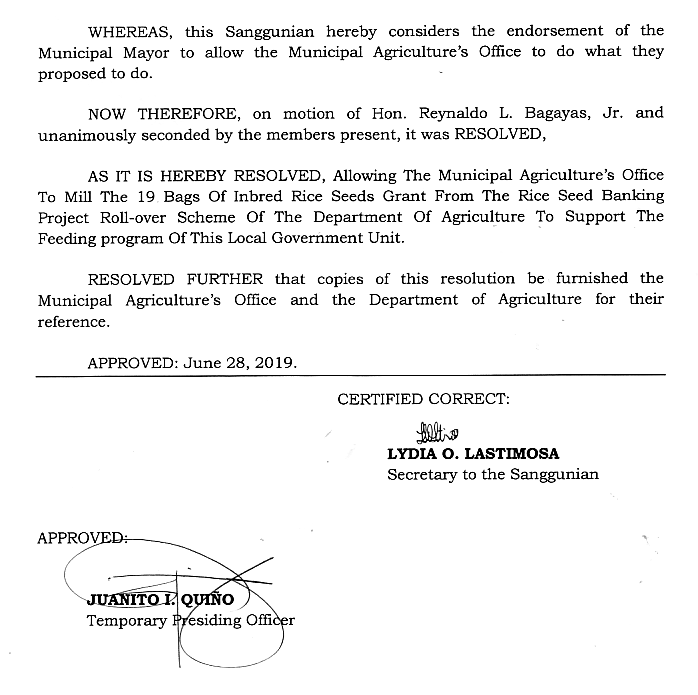 WHEREAS, this Sanggunian hereby considers the endorsement of the
Municipal Mayor to allow the Municipal Agriculture's Office to do what they
proposed to do.
NOW THEREFORE, on motion of Hon. Reynaldo L. Bagayas, Jr. and
unanimously seconded by the members present, it was RESOLVED,
AS IT IS HEREBY RESOLVED, Allowing The Municipal Agriculture's Office
To Mill The 19 Bags Of Inbred Rice Seeds Grant From The Rice Seed Banking
Project Roll-over Scheme Of The Department Of Agriculture To Support The
Feeding program Of This Local Government Unit.
RESOLVED FURTHER that copies of this resolution be furnished the
Municipal Agriculture's Office and the Department of Agriculture for their
reference.
APPROVED: June 28, 2019.
CERTIFIED CORRECT:
LYDIA O. LASTIMOSA
Secretary to the Sanggunian
APPROVED:
JUANITO I. QUIÑO
Temporary Presiding Officer